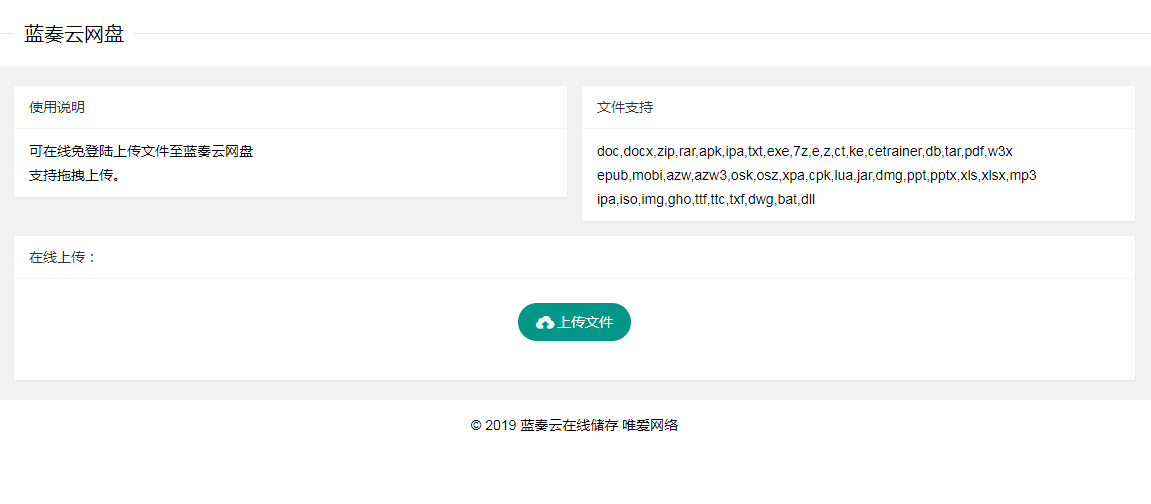 蓝奏云网盘
使用说明
可在线免登陆上传文件至蓝奏云网盘
支持拖拽上传。
文件支持
doc,docx,zip,rar,apk,ipa,txt,exe,7z,e,z,ct,ke,cetrainer,db,tar,pdf,w3x
epub,mobi,azw,azw3,osk,osz,xpa,cpk,lua,jar,dmg,ppt,pptx,xls,xlsx,mp3
ipa,iso,img,gho,ttf,ttc,txf,dwg,bat,dll
在线上传：
上传文件
© 2019 蓝奏云在线储存 唯爱网络